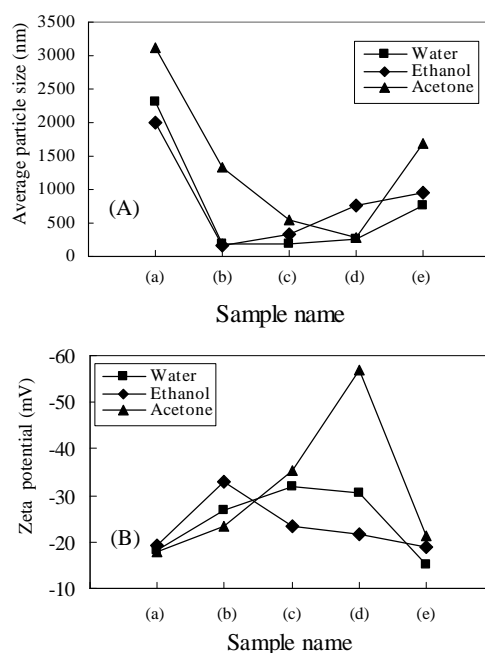 3500
3000
2500
2000
1500
1000
500
0
Average particle size (nm)
Water
Ethanol
Acetone
(A)
(a) (b) (c) (d) (e)
Sample name
-60
-50
-40
-30
-20
-10
Zeta potential (mV)
Water
Ethanol
Acetone
(B)
(a) (b) (c) (d) (e)
Sample name